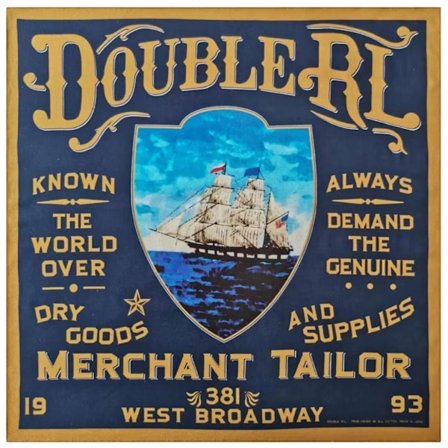 DOUBLE RL
KNOWN
THE
WORLD
OVER
ALWAYS
DEMAND
THE
GENUINE
DRY
GOODS
AND
SUPPLIES
MERCHANT TAILOR
19
381
93
WEST BROADWAY